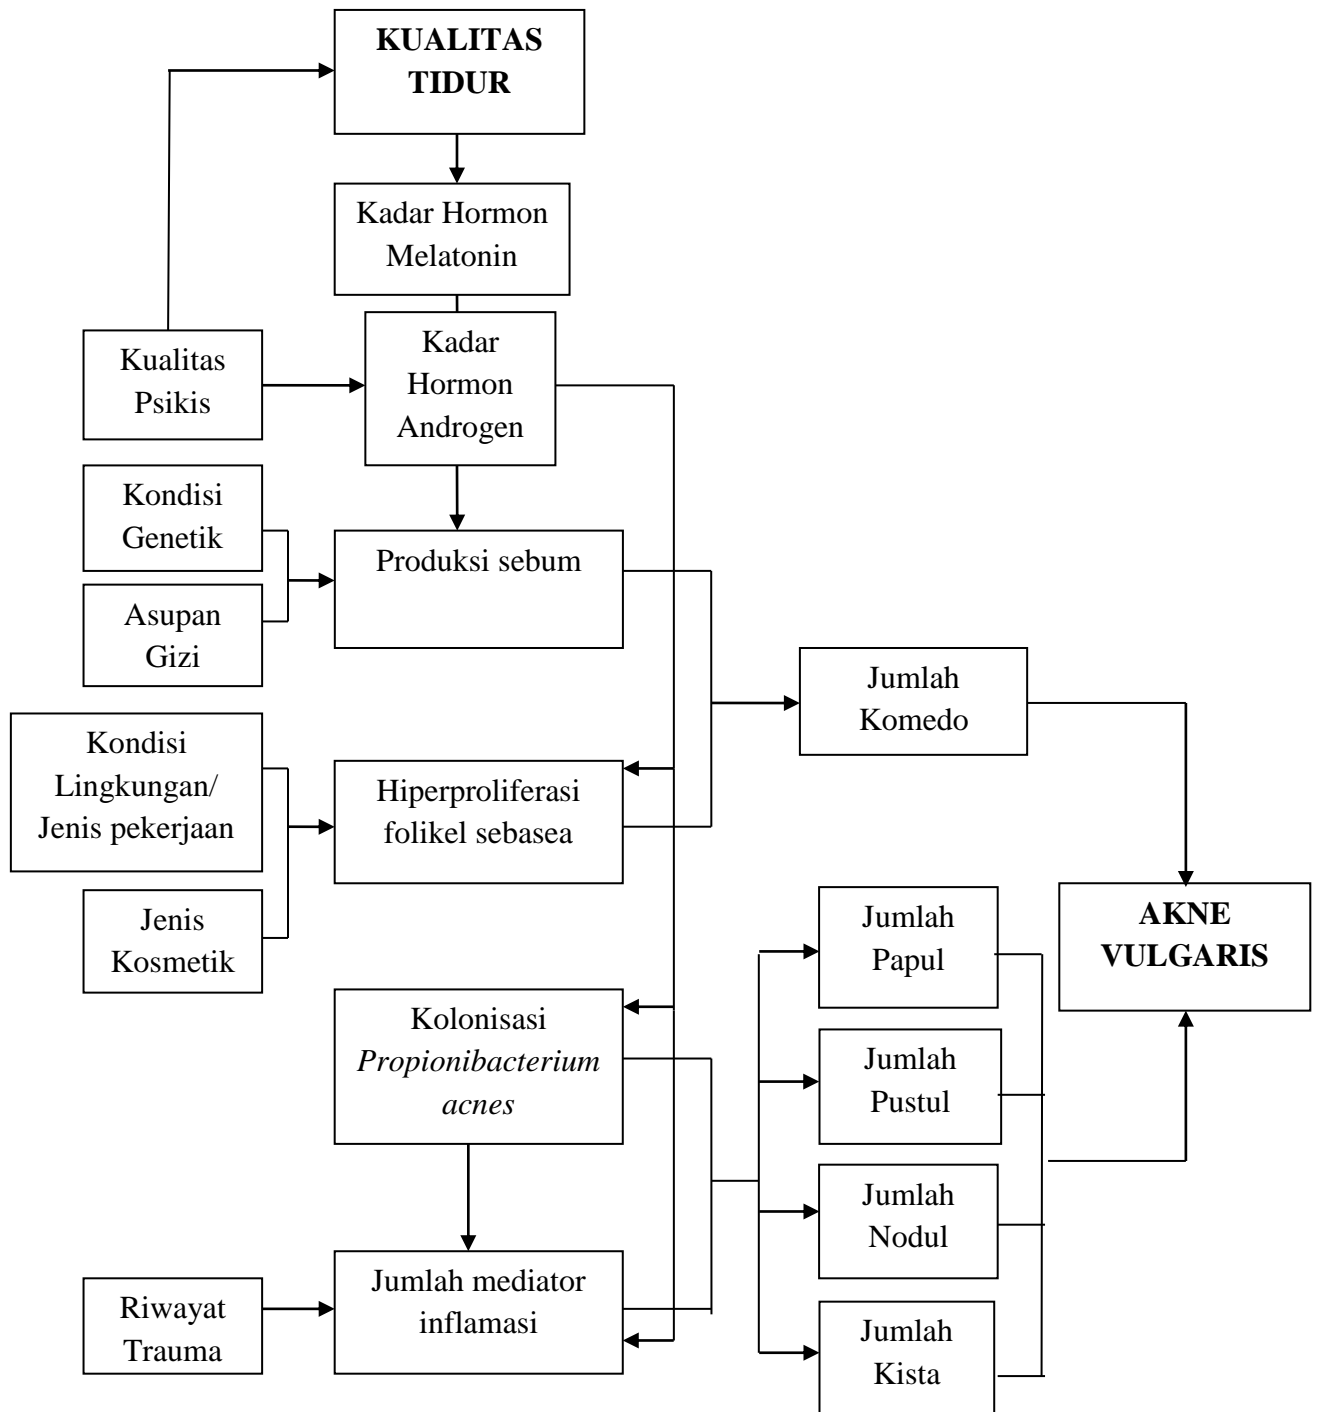 KUALITAS
TIDUR
Kadar Hormon
Melatonin
Kualitas
Psikis
Kadar
Hormon
Androgen
Kondisi
Genetik
Asupan
Gizi
Produksi sebum
Jumlah
Komedo
Kondisi
Lingkungan/
Jenis pekerjaan
Hiperproliferasi
folikel sebasea
Jenis
Kosmetik
Jumlah
Papul
AKNE
VULGARIS
Kolonisasi
Propionibacterium
acnes
Jumlah
Pustul
Jumlah
Nodul
Riwayat
Trauma
Jumlah mediator
inflamasi
Jumlah
Kista